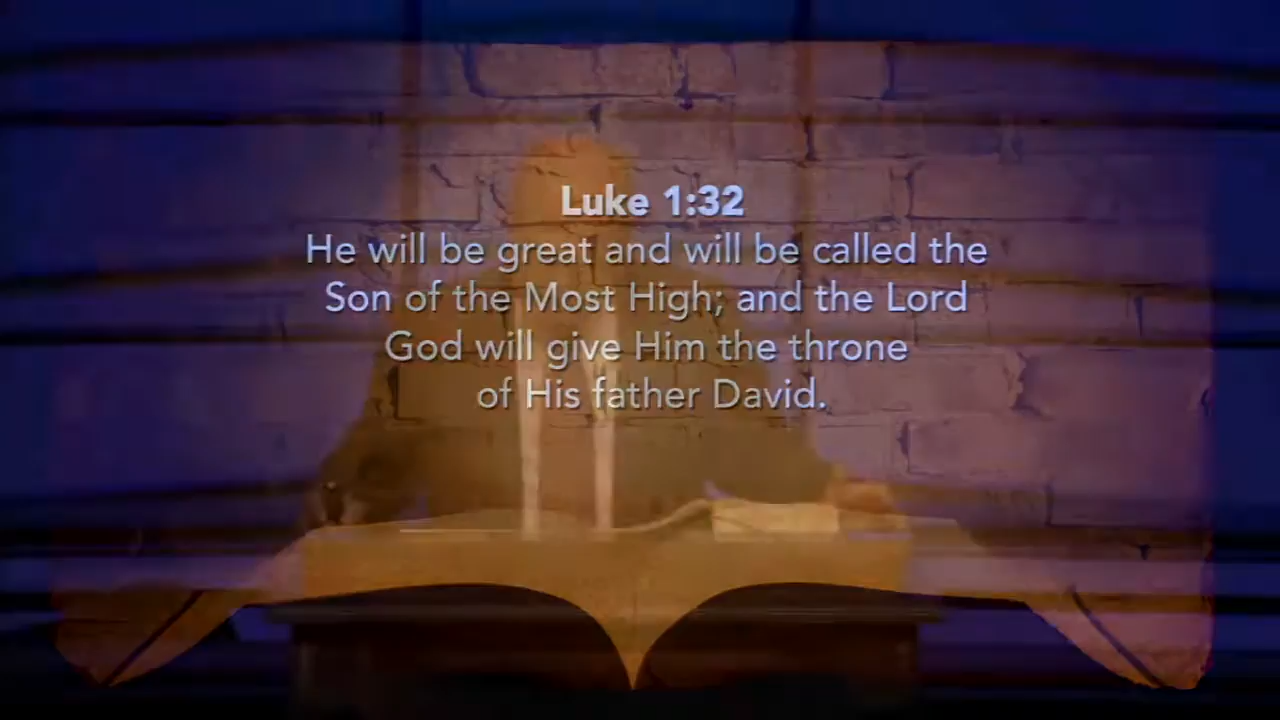 Luke 1:32
He will be great and will be called the
Son of the Most High; and the Lord
God will give Him the throne
of His father David.